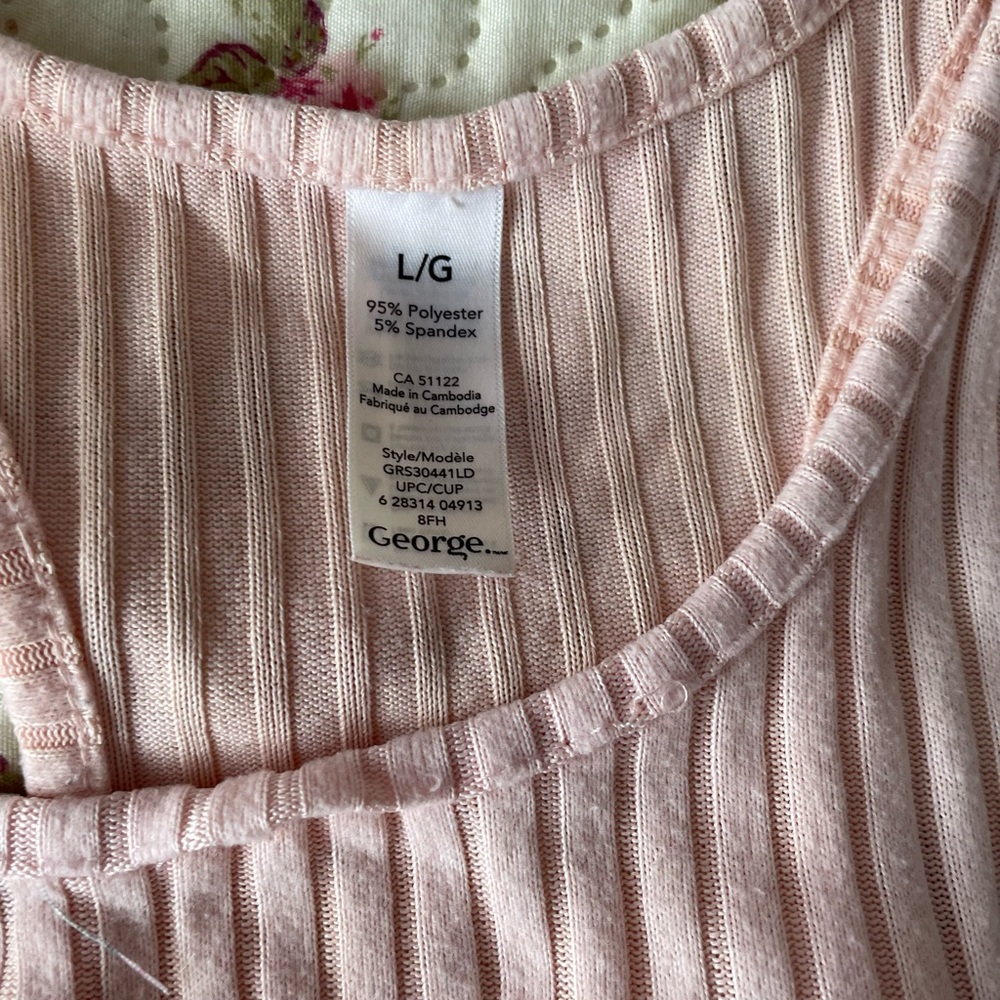 L/G
95% Polyester
5% Spandex
CA 51122
Made in Cambodia
Fabriqué au Cambodge
Style/Modèle
GRS30441LD
UPC/CUP
6 28314 04913
8FH
George.